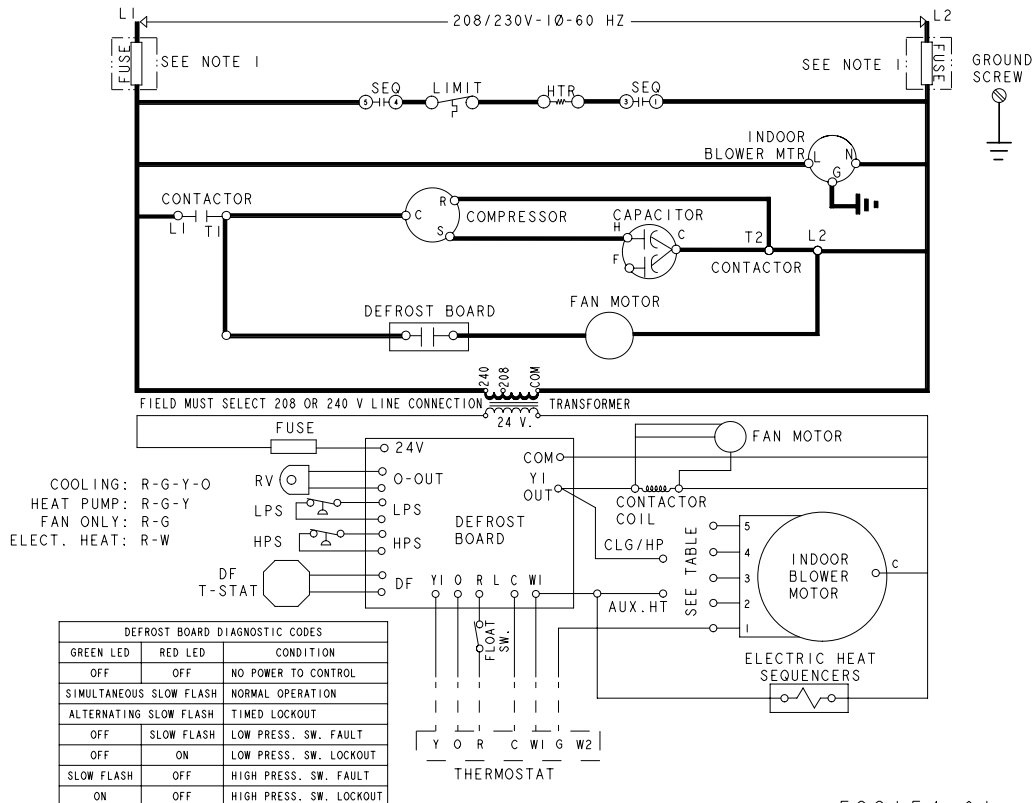 L1 208/230V-1Ø-60 HZ L2
FUSE SEE NOTE 1 SEE NOTE 1 FUSE
GROUND
SCREW
SEQ LIMIT HTR SEQ
5 4 3 1
INDOOR
BLOWER MTR L N
G
CONTACTOR
L1 T1
C R S COMPRESSOR
CAPACITOR
H C F
T2 L2
CONTACTOR
DEFROST BOARD
FAN MOTOR
240 208 COM
FIELD MUST SELECT 208 OR 240 V LINE CONNECTION TRANSFORMER
24 V.
FUSE
24V
COM
FAN MOTOR
COOLING: R-G-Y-O
HEAT PUMP: R-G-Y
FAN ONLY: R-G
ELECT. HEAT: R-W
RV O-OUT
LPS LPS
HPS HPS
DF
T-STAT
DF
DEFROST
BOARD
Y1
OUT
CONTACTOR
COIL
CLG/HP
AUX.HT
SEE TABLE
5
4
3
2
1
INDOOR
BLOWER
MOTOR
C
Y1 O R L C W1
FLOAT
SW.
ELECTRIC HEAT
SEQUENCERS
Y O R C W1 G W2
THERMOSTAT
DEFROST BOARD DIAGNOSTIC CODES
GREEN LED RED LED CONDITION
OFF OFF NO POWER TO CONTROL
SIMULTANEOUS SLOW FLASH NORMAL OPERATION
ALTERNATING SLOW FLASH TIMED LOCKOUT
OFF SLOW FLASH LOW PRESS. SW. FAULT
OFF ON LOW PRESS. SW. LOCKOUT
SLOW FLASH OFF HIGH PRESS. SW. FAULT
ON OFF HIGH PRESS. SW. LOCKOUT